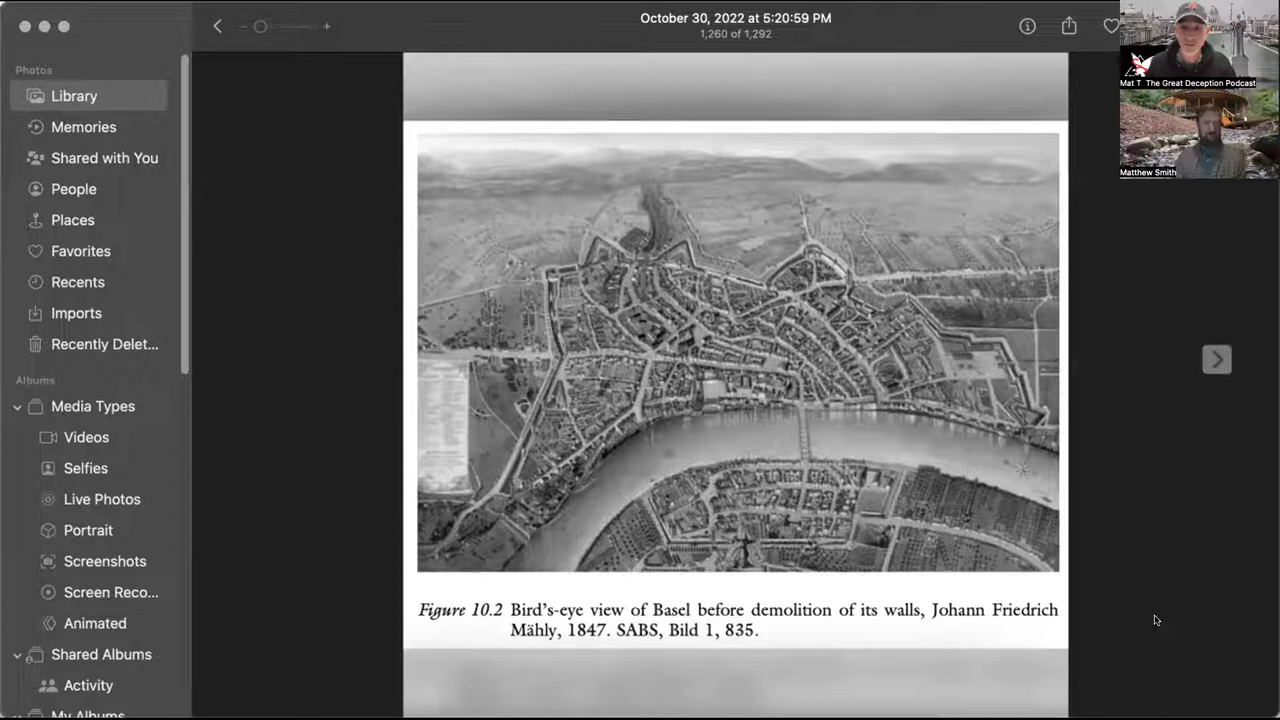 October 30, 2022 at 5:20:59 PM
1,260 of 1,292
Photos
Library
Memories
Shared with You
People
Places
Favorites
Recents
Imports
Recently Delet...
Albums
Media Types
Videos
Selfies
Live Photos
Portrait
Screenshots
Screen Reco...
Animated
Shared Albums
Activity
My Albums
Figure 10.2 Bird's-eye view of Basel before demolition of its walls, Johann Friedrich
Mähly, 1847. SABS, Bild 1, 835.
Mat T The Great Deception Podcast
Matthew Smith